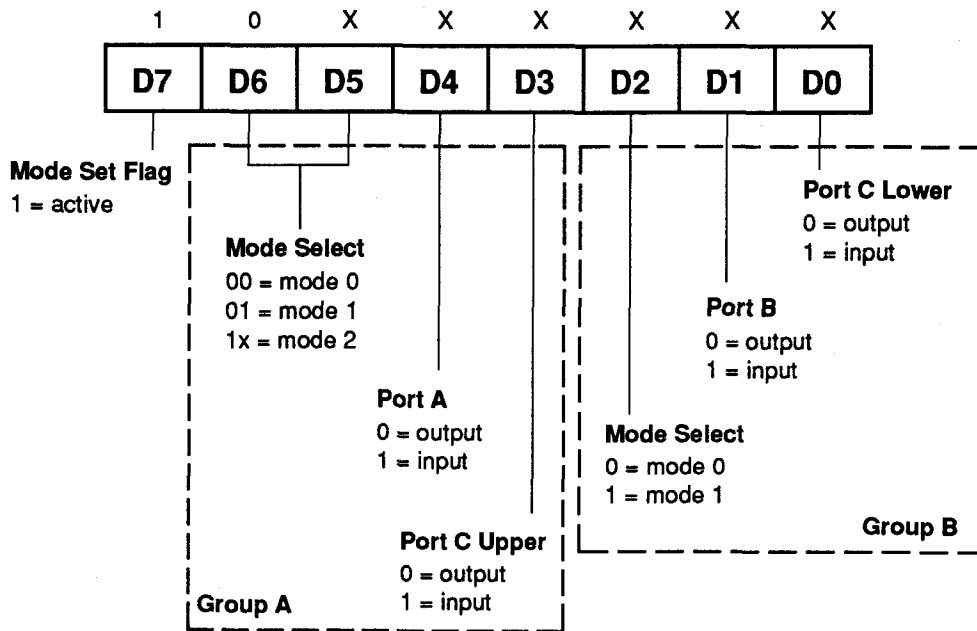 1 0 X X X X X X
D7 D6 D5 D4 D3 D2 D1 D0
Mode Set Flag
1 = active
Mode Select
00 = mode 0
01 = mode 1
1x = mode 2
Port A
0 = output
1 = input
Port C Upper
0 = output
1 = input
Group A
Port C Lower
0 = output
1 = input
Port B
0 = output
1 = input
Mode Select
0 = mode 0
1 = mode 1
Group B